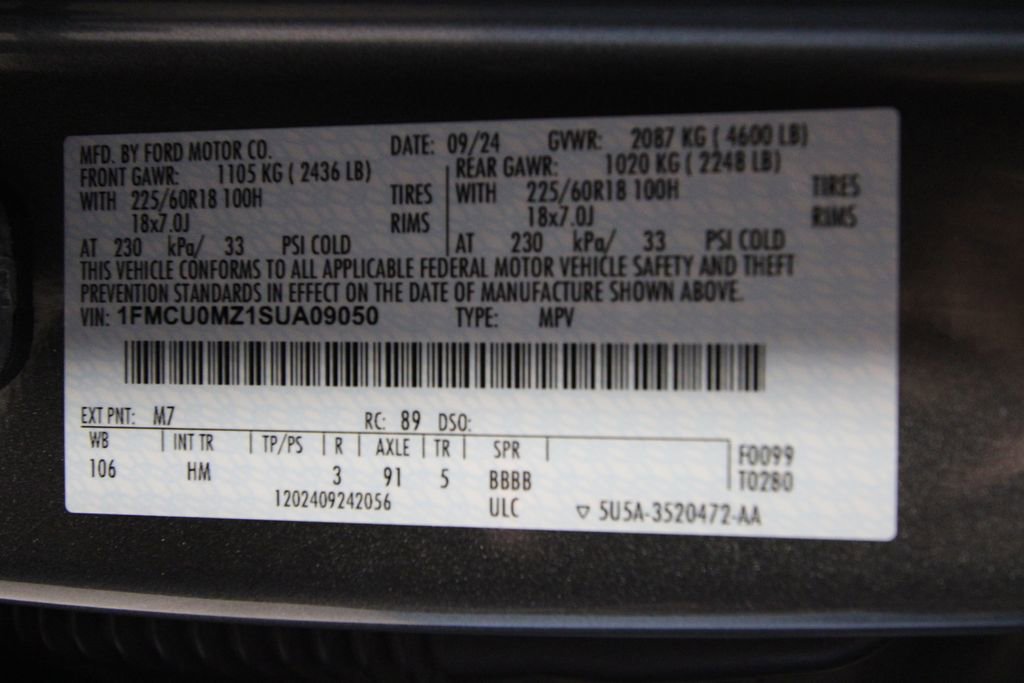 MFD. BY FORD MOTOR CO. DATE: 09/24 GVWR: 2087 KG ( 4600 LB)
FRONT GAWR: 1105 KG ( 2436 LB) REAR GAWR: 1020 KG ( 2248 LB)
WITH 225/60R18 100H TIRES WITH 225/60R18 100H TIRES
18x7.0J RIMS 18x7.0J RIMS
AT 230 kPa/ 33 PSI COLD AT 230 kPa/ 33 PSI COLD
THIS VEHICLE CONFORMS TO ALL APPLICABLE FEDERAL MOTOR VEHICLE SAFETY AND THEFT
PREVENTION STANDARDS IN EFFECT ON THE DATE OF MANUFACTURE SHOWN ABOVE.
VIN: 1FMCU0MZ1SUA09050 TYPE: MPV
EXT PNT: M7 RC: 89 DSO:
WB INT TR TP/PS R AXLE TR SPR F0099
106 HM 3 91 5 BBBB T0280
1202409242056 ULC ▽ 5U5A-3520472-AA